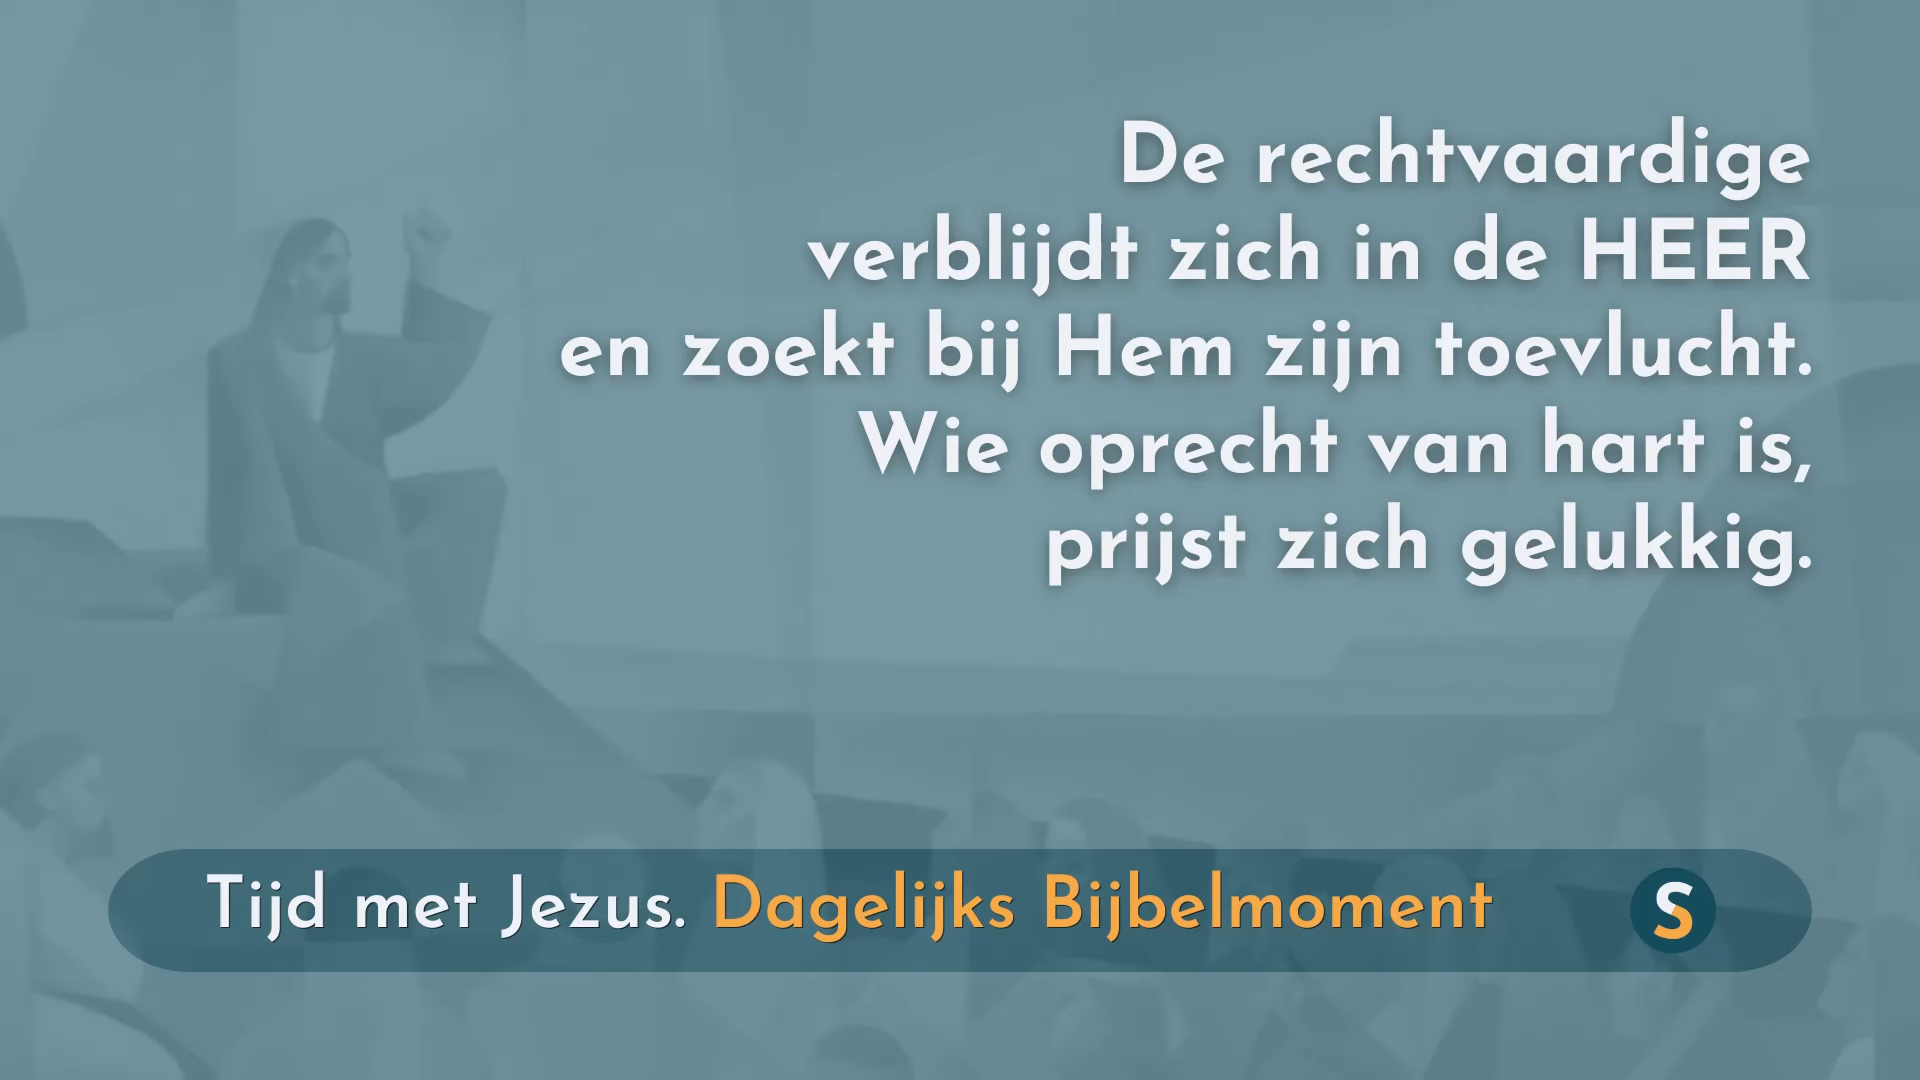 De rechtvaardige
verblijdt zich in de HEER
en zoekt bij Hem zijn toevlucht.
Wie oprecht van hart is,
prijst zich gelukkig.
Tijd met Jezus. Dagelijks Bijbelmoment
S